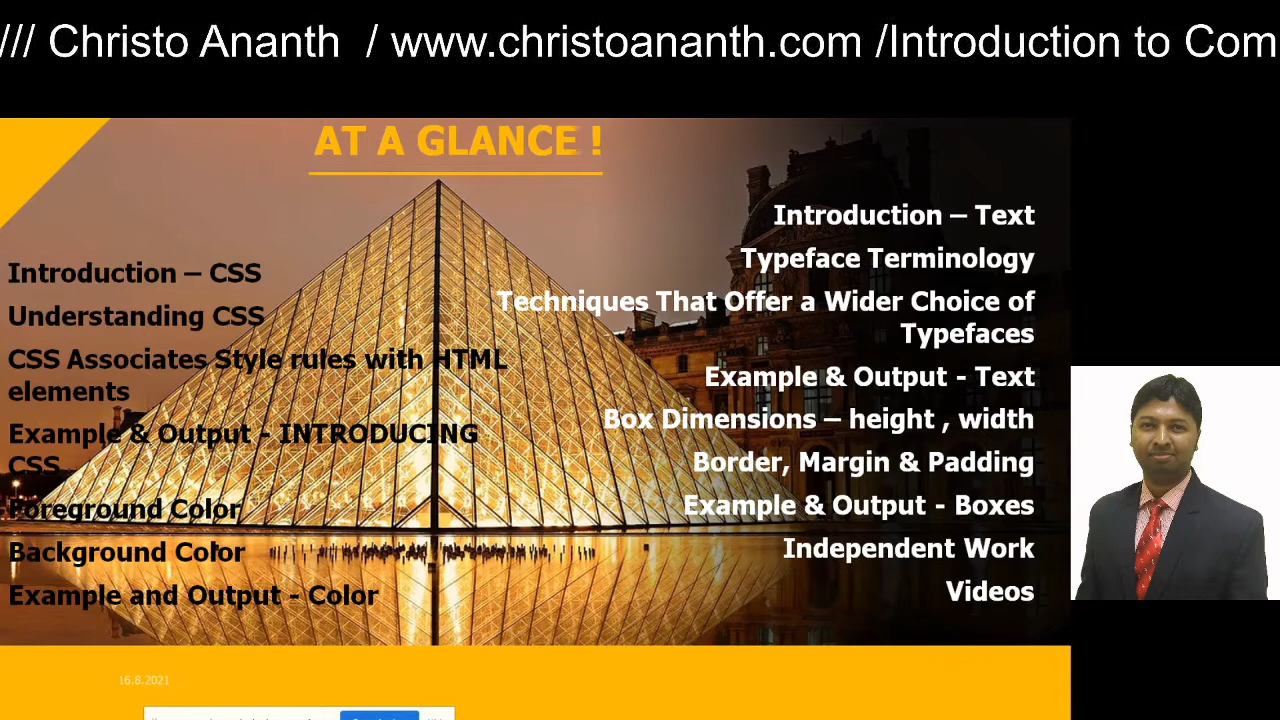 /// Christo Ananth / www.christoananth.com /Introduction to Com
AT A GLANCE !
Introduction – CSS
Understanding CSS
CSS Associates Style rules with HTML
elements
Example & Output - INTRODUCING
CSS
Foreground Color
Background Color
Example and Output - Color
Introduction – Text
Typeface Terminology
Techniques That Offer a Wider Choice of
Typefaces
Example & Output - Text
Box Dimensions – height , width
Border, Margin & Padding
Example & Output - Boxes
Independent Work
Videos
16.8.2021